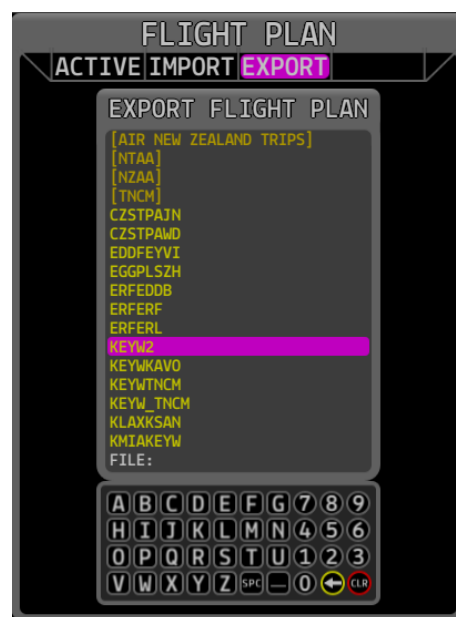 FLIGHT PLAN
ACTIVE IMPORT EXPORT
EXPORT FLIGHT PLAN
[AIR NEW ZEALAND TRIPS]
[NTAA]
[NZAA]
[TNCM]
CZSTPAJN
CZSTPAWD
EDDFEYVI
EGGPLSZH
ERFEDDB
ERFERF
ERFERL
KEYW2
KEYWKAVO
KEYWTNCM
KEYW_TNCM
KLAXKSAN
KMIAKEYW
FILE:
A B C D E F G 7 8 9
H I J K L M N 4 5 6
O P Q R S T U 1 2 3
V W X Y Z SPC _ 0 ← CLR